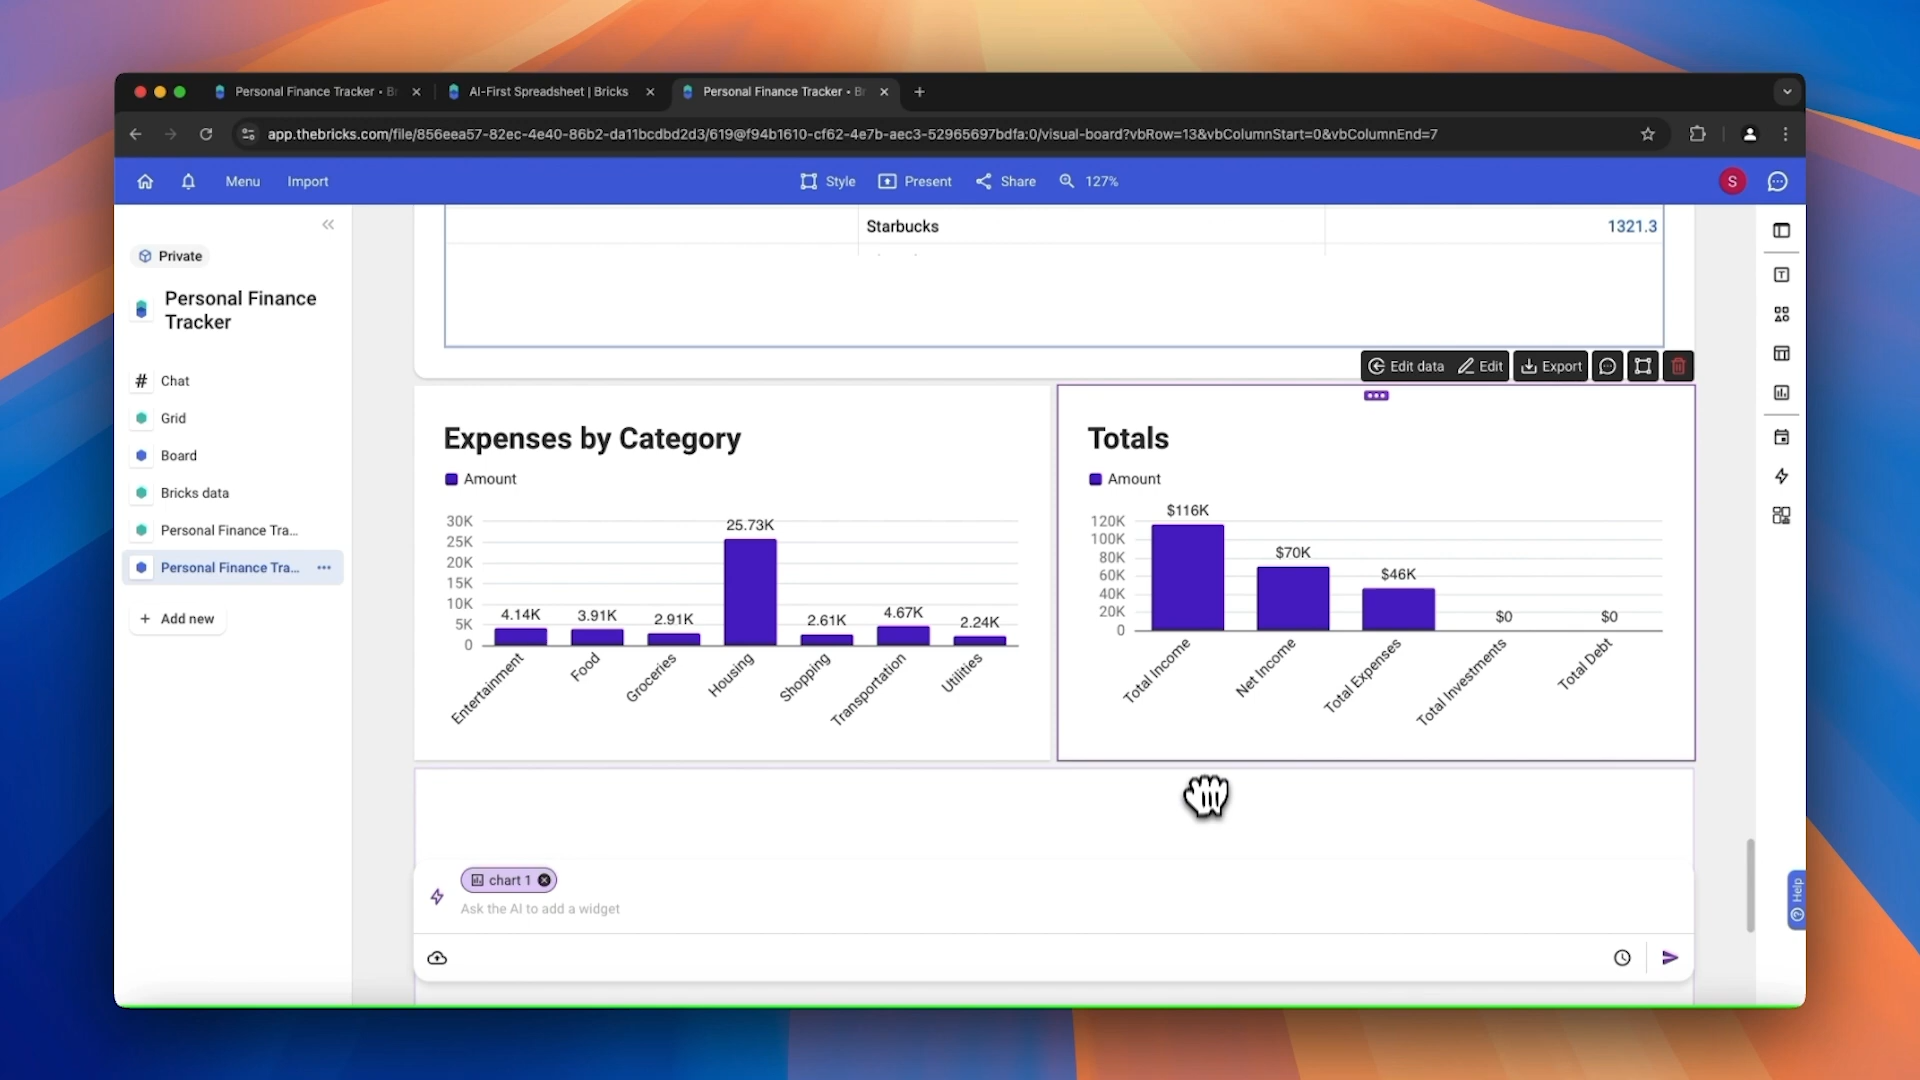 Personal Finance Tracker • Br
AI-First Spreadsheet | Bricks
Personal Finance Tracker • Br
app.thebricks.com/file/856eea57-82ec-4e40-86b2-da11bcdbd2d3/619@f94b1610-cf62-4e7b-aec3-52965697bdfa:0/visual-board?vbRow=13&vbColumnStart=0&vbColumnEnd=7
Menu
Import
Style
Present
Share
127%
S
Private
Personal Finance
Tracker
Chat
Grid
Board
Bricks data
Personal Finance Tra...
Personal Finance Tra...
+ Add new
Starbucks
1321.3
Edit data
Edit
Export
Expenses by Category
Amount
30K
25K
20K
15K
10K
5K
0
4.14K
3.91K
2.91K
25.73K
2.61K
4.67K
2.24K
Entertainment
Food
Groceries
Housing
Shopping
Transportation
Utilities
Totals
Amount
120K
100K
80K
60K
40K
20K
0
$116K
$70K
$46K
$0
$0
Total Income
Net Income
Total Expenses
Total Investments
Total Debt
chart 1
Ask the AI to add a widget
Help